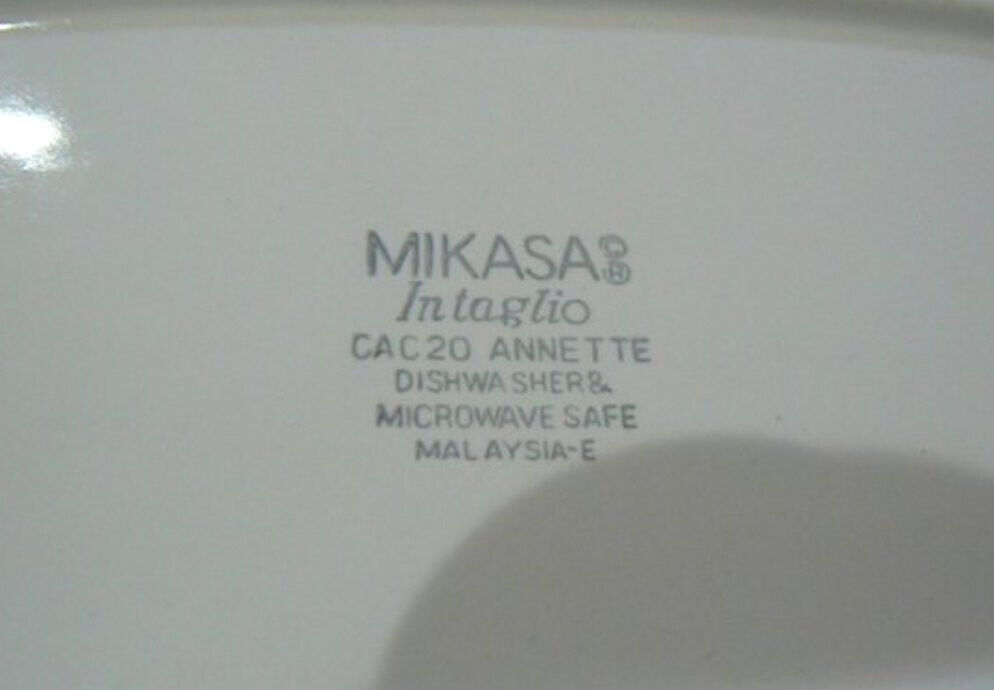 MIKASA©®
Intaglio
CAC20 ANNETTE
DISHWASHER&
MICROWAVE SAFE
MALAYSIA-E